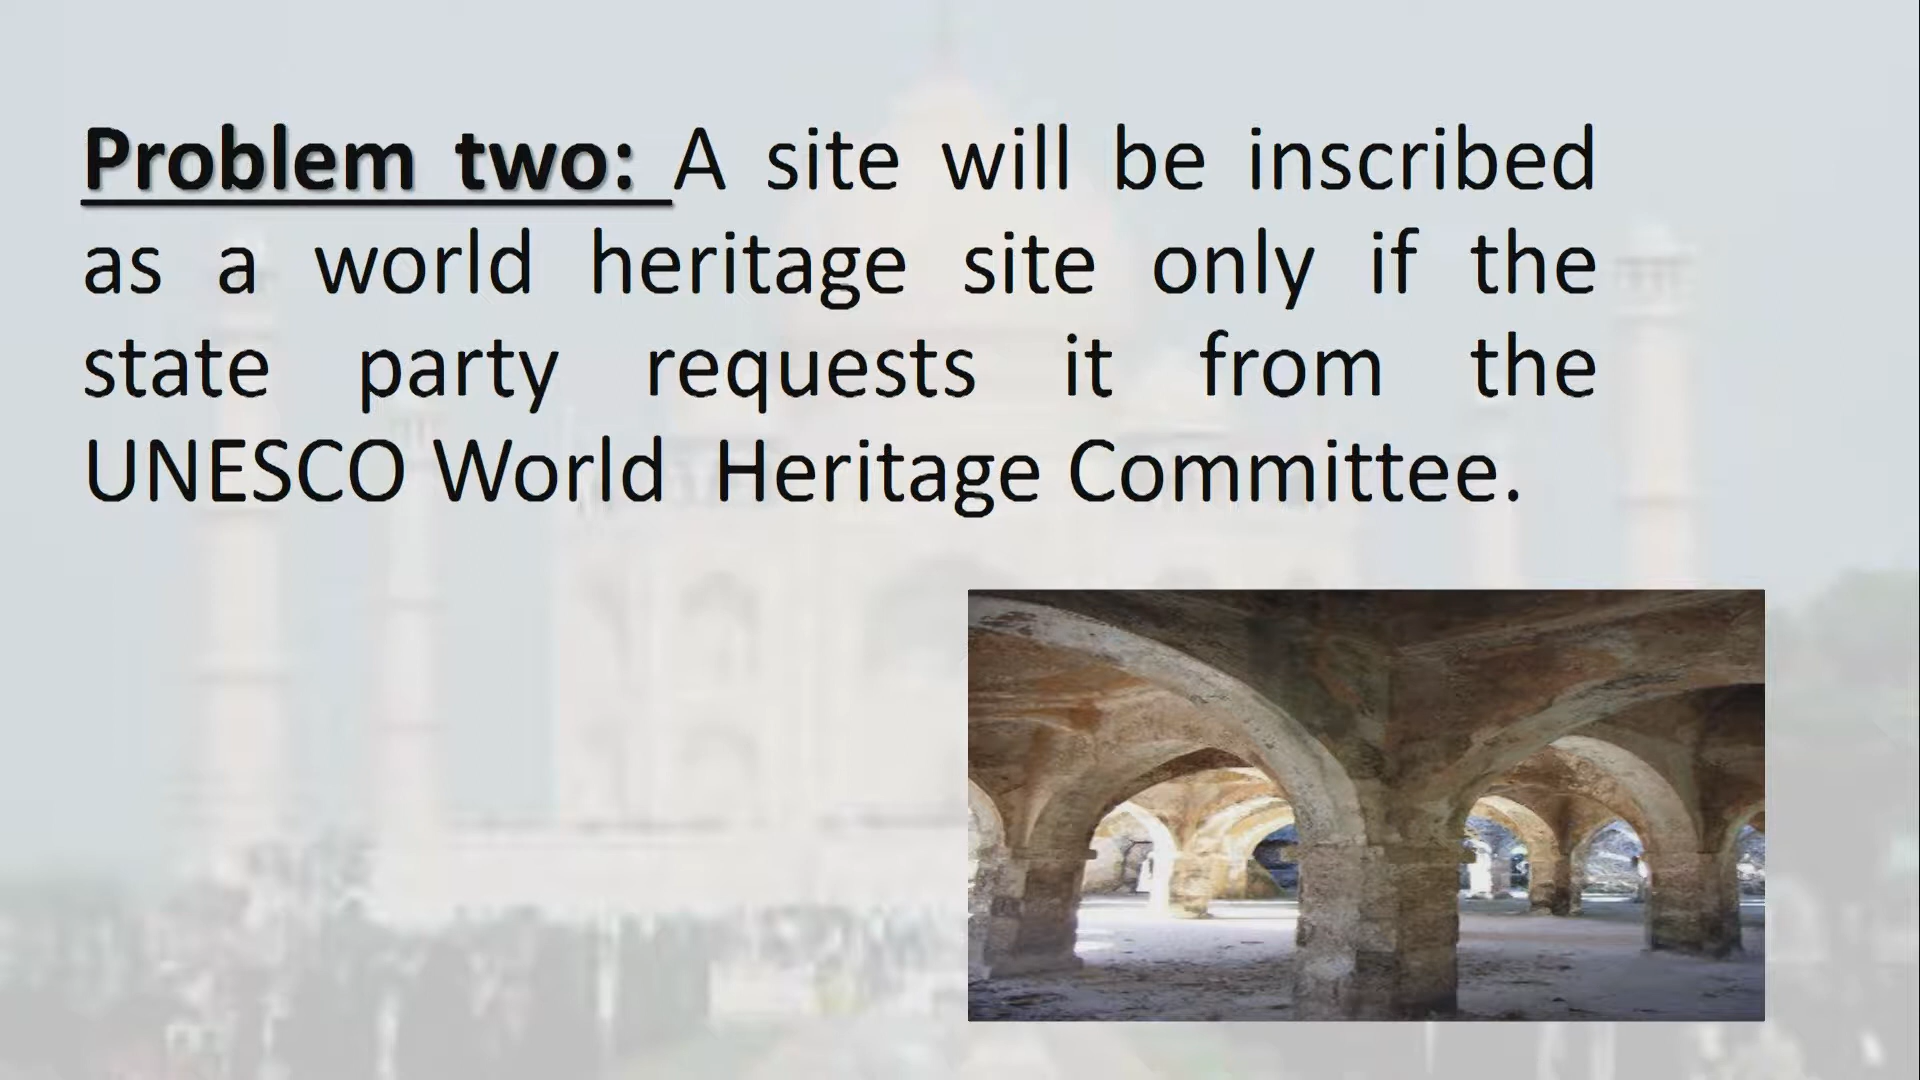 Problem two: A site will be inscribed
as a world heritage site only if the
state party requests it from the
UNESCO World Heritage Committee.